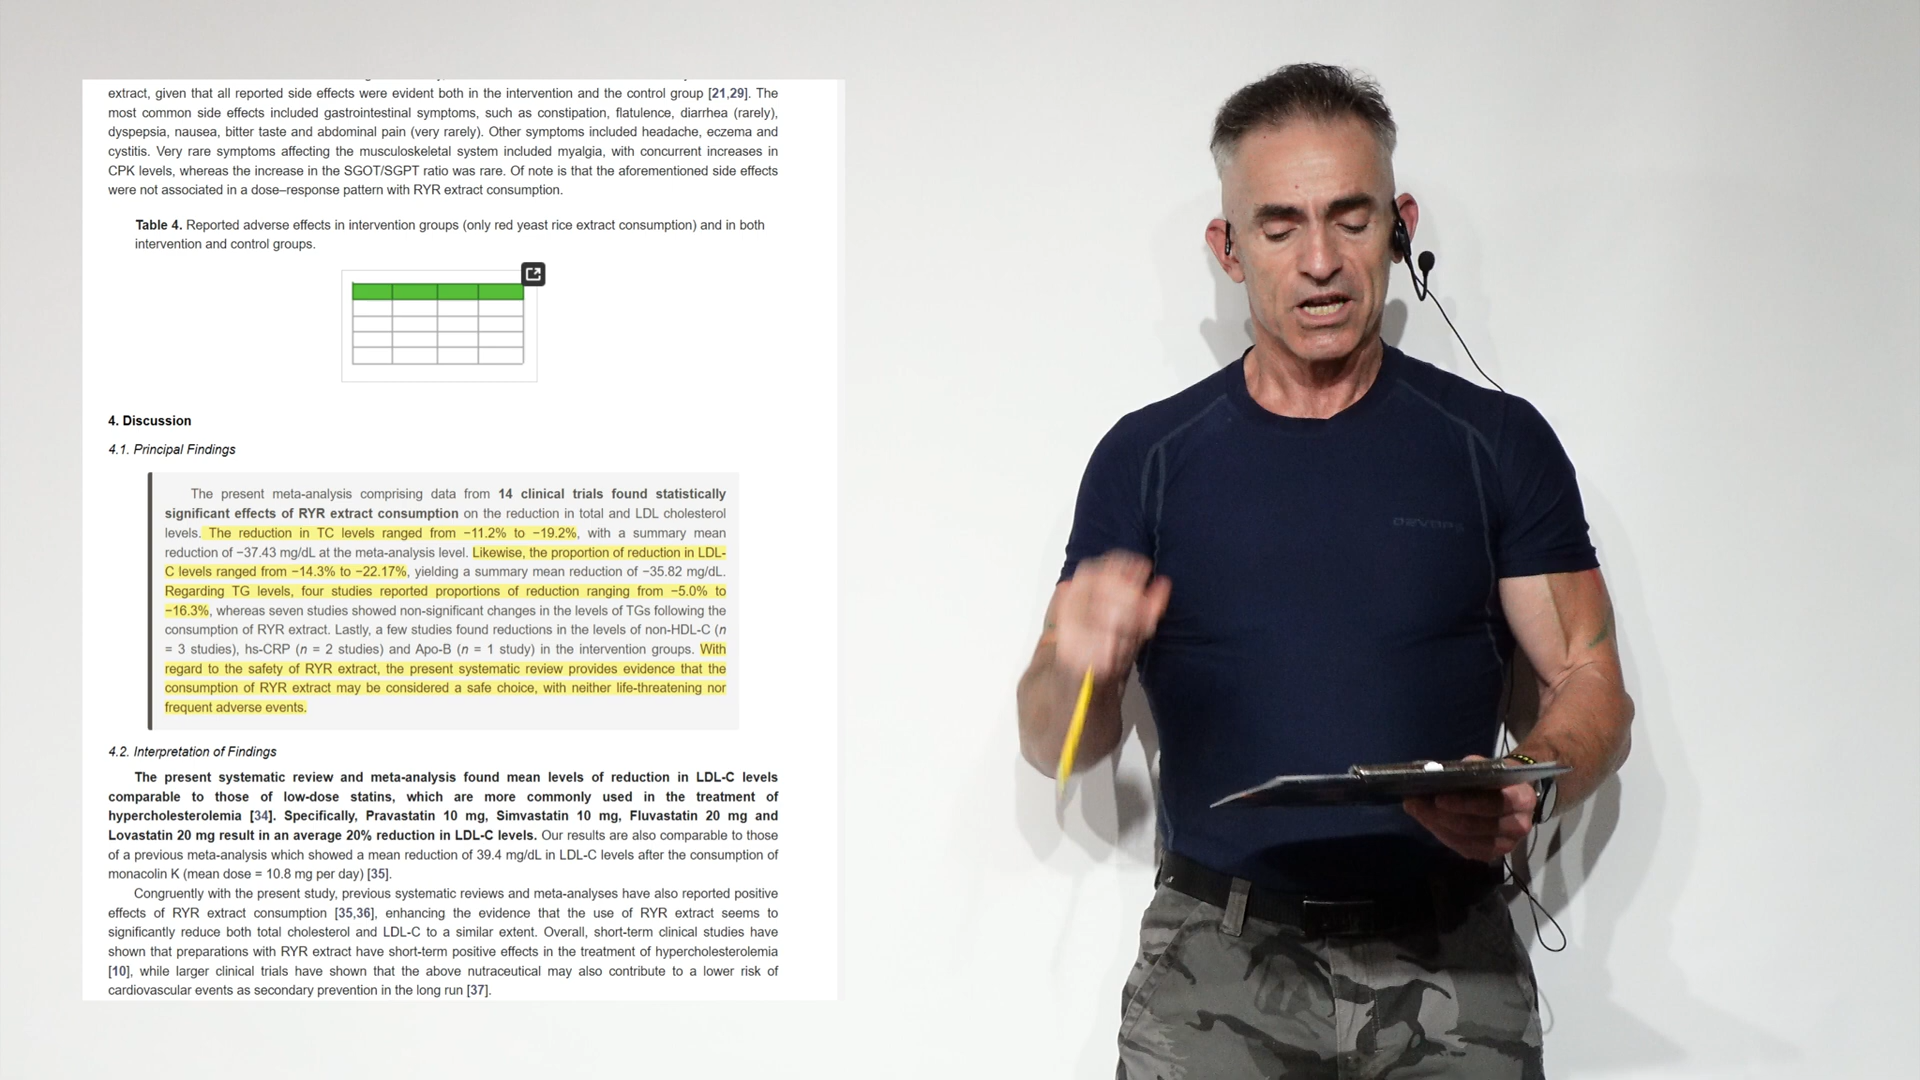 extract, given that all reported side effects were evident both in the intervention and the control group [21,29]. The
most common side effects included gastrointestinal symptoms, such as constipation, flatulence, diarrhea (rarely),
dyspepsia, nausea, bitter taste and abdominal pain (very rarely). Other symptoms included headache, eczema and
cystitis. Very rare symptoms affecting the musculoskeletal system included myalgia, with concurrent increases in
CPK levels, whereas the increase in the SGOT/SGPT ratio was rare. Of note is that the aforementioned side effects
were not associated in a dose–response pattern with RYR extract consumption.
Table 4. Reported adverse effects in intervention groups (only red yeast rice extract consumption) and in both
intervention and control groups.
4. Discussion
4.1. Principal Findings
The present meta-analysis comprising data from 14 clinical trials found statistically
significant effects of RYR extract consumption on the reduction in total and LDL cholesterol
levels. The reduction in TC levels ranged from −11.2% to −19.2%, with a summary mean
reduction of −37.43 mg/dL at the meta-analysis level. Likewise, the proportion of reduction in LDL-
C levels ranged from −14.3% to −22.17%, yielding a summary mean reduction of −35.82 mg/dL.
Regarding TG levels, four studies reported proportions of reduction ranging from −5.0% to
−16.3%, whereas seven studies showed non-significant changes in the levels of TGs following the
consumption of RYR extract. Lastly, a few studies found reductions in the levels of non-HDL-C (n
= 3 studies), hs-CRP (n = 2 studies) and Apo-B (n = 1 study) in the intervention groups. With
regard to the safety of RYR extract, the present systematic review provides evidence that the
consumption of RYR extract may be considered a safe choice, with neither life-threatening nor
frequent adverse events.
4.2. Interpretation of Findings
The present systematic review and meta-analysis found mean levels of reduction in LDL-C levels
comparable to those of low-dose statins, which are more commonly used in the treatment of
hypercholesterolemia [34]. Specifically, Pravastatin 10 mg, Simvastatin 10 mg, Fluvastatin 20 mg and
Lovastatin 20 mg result in an average 20% reduction in LDL-C levels. Our results are also comparable to those
of a previous meta-analysis which showed a mean reduction of 39.4 mg/dL in LDL-C levels after the consumption of
monacolin K (mean dose = 10.8 mg per day) [35].
Congruently with the present study, previous systematic reviews and meta-analyses have also reported positive
effects of RYR extract consumption [35,36], enhancing the evidence that the use of RYR extract seems to
significantly reduce both total cholesterol and LDL-C to a similar extent. Overall, short-term clinical studies have
shown that preparations with RYR extract have short-term positive effects in the treatment of hypercholesterolemia
[10], while larger clinical trials have shown that the above nutraceutical may also contribute to a lower risk of
cardiovascular events as secondary prevention in the long run [37].
DEVOPS